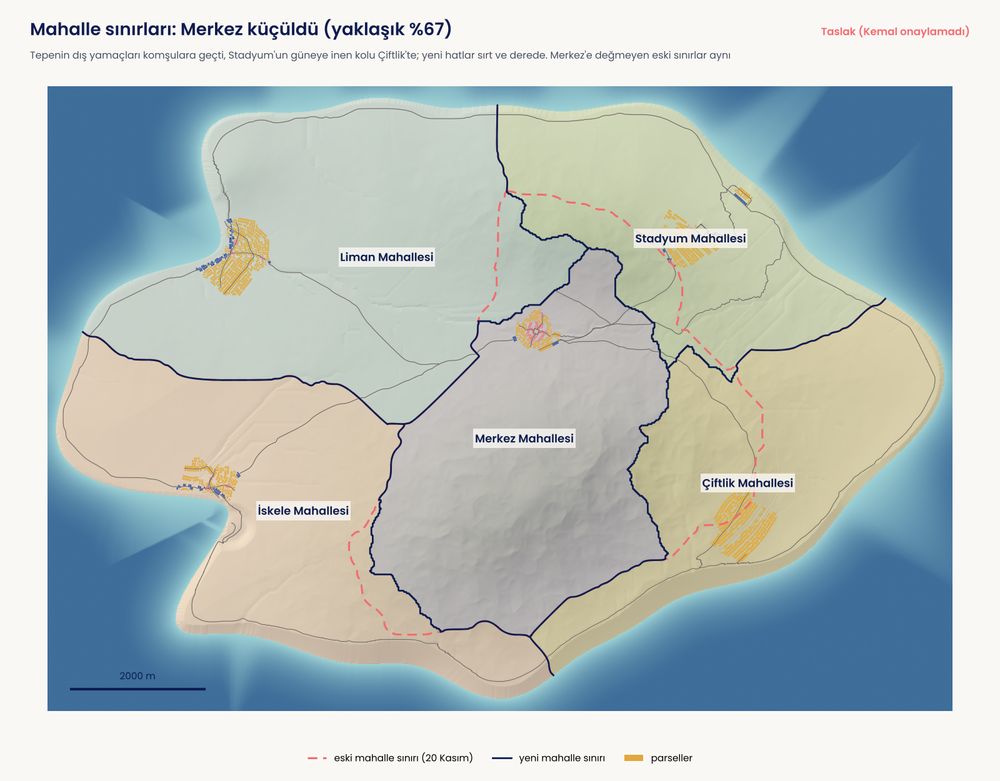 Mahalle sınırları: Merkez küçüldü (yaklaşık %67)
Taslak (Kemal onaylamadı)
Tepenin dış yamaçları komşulara geçti, Stadyum'un güneye inen kolu Çiftlik'te; yeni hatlar sırt ve derede. Merkez'e değmeyen eski sınırlar aynı
Stadyum Mahallesi
Liman Mahallesi
Merkez Mahallesi
Çiftlik Mahallesi
İskele Mahallesi
2000 m
eski mahalle sınırı (20 Kasım)
yeni mahalle sınırı
parseller